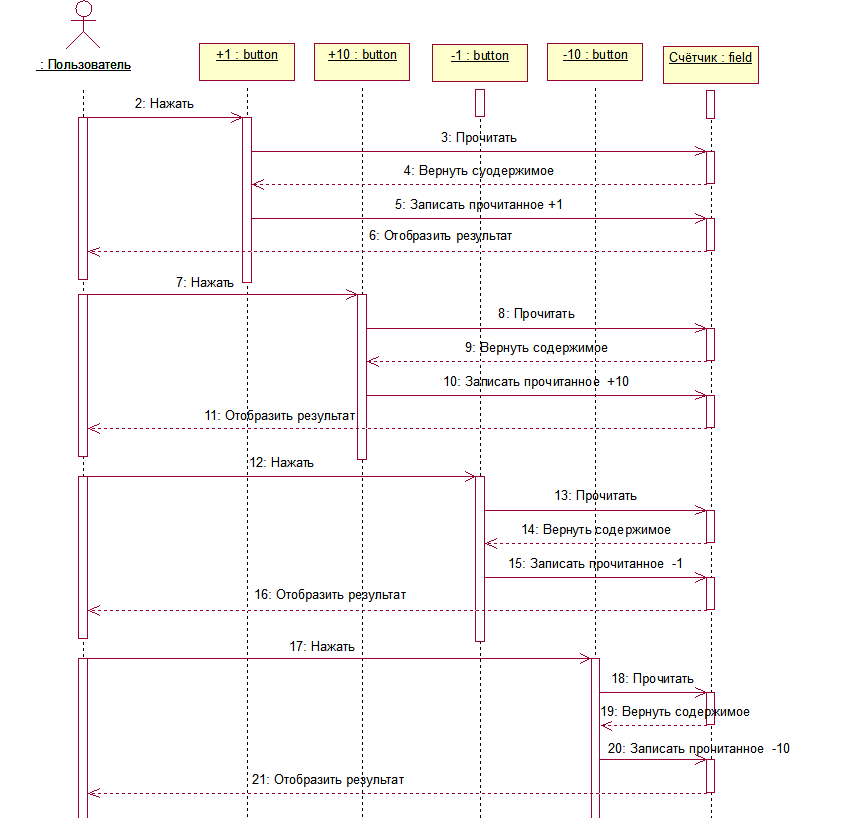 : Пользователь
+1 : button
+10 : button
-1 : button
-10 : button
Счётчик : field
2: Нажать
3: Прочитать
4: Вернуть суодержимое
5: Записать прочитанное +1
6: Отобразить результат
7: Нажать
8: Прочитать
9: Вернуть содержимое
10: Записать прочитанное +10
11: Отобразить результат
12: Нажать
13: Прочитать
14: Вернуть содержимое
15: Записать прочитанное -1
16: Отобразить результат
17: Нажать
18: Прочитать
19: Вернуть содержимое
20: Записать прочитанное -10
21: Отобразить результат